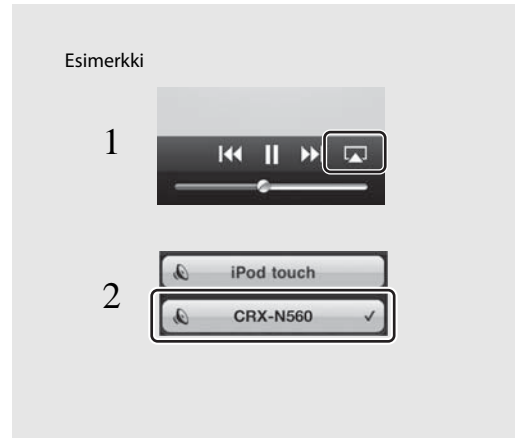 Esimerkki
1
2
iPod touch
CRX-N560 ✓